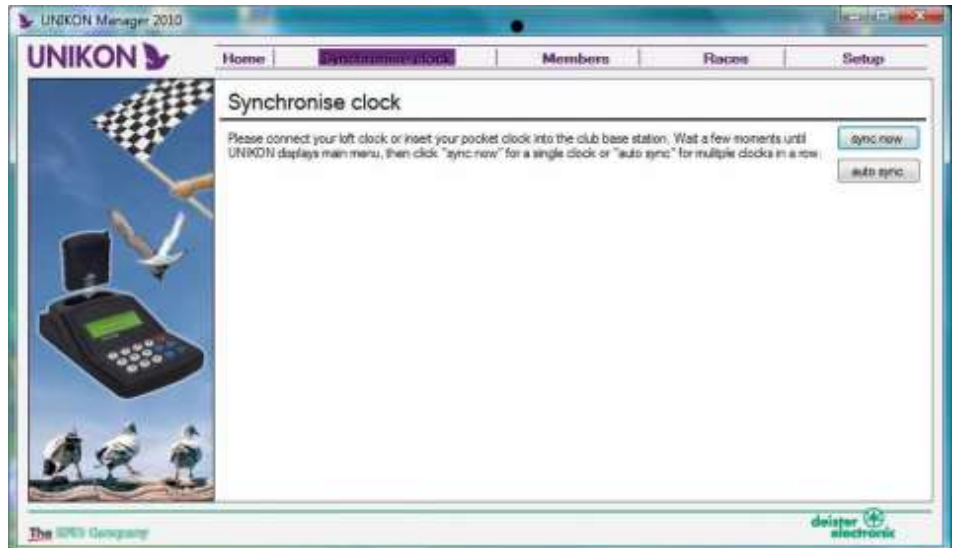 UNIKON Manager 2010
UNIKON
Home
Synchronise clock
Members
Races
Setup
Synchronise clock
Please connect your loft clock or insert your pocket clock into the club base station. Wait a few moments until
UNIKON displays main menu, then click "sync now" for a single clock or "auto sync" for multiple clocks in a row
sync now
auto sync
The RFID Company
deister
electronic